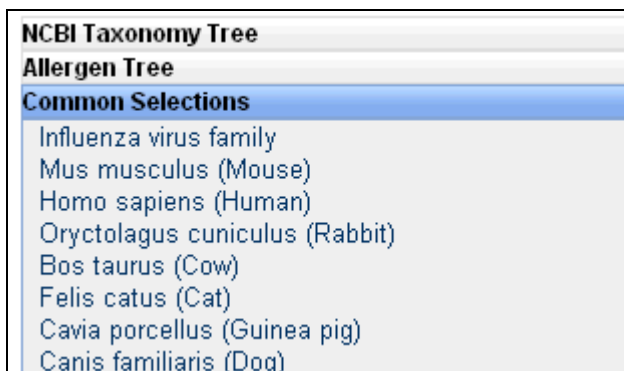 NCBI Taxonomy Tree
Allergen Tree
Common Selections
Influenza virus family
Mus musculus (Mouse)
Homo sapiens (Human)
Oryctolagus cuniculus (Rabbit)
Bos taurus (Cow)
Felis catus (Cat)
Cavia porcellus (Guinea pig)
Canis familiaris (Dog)